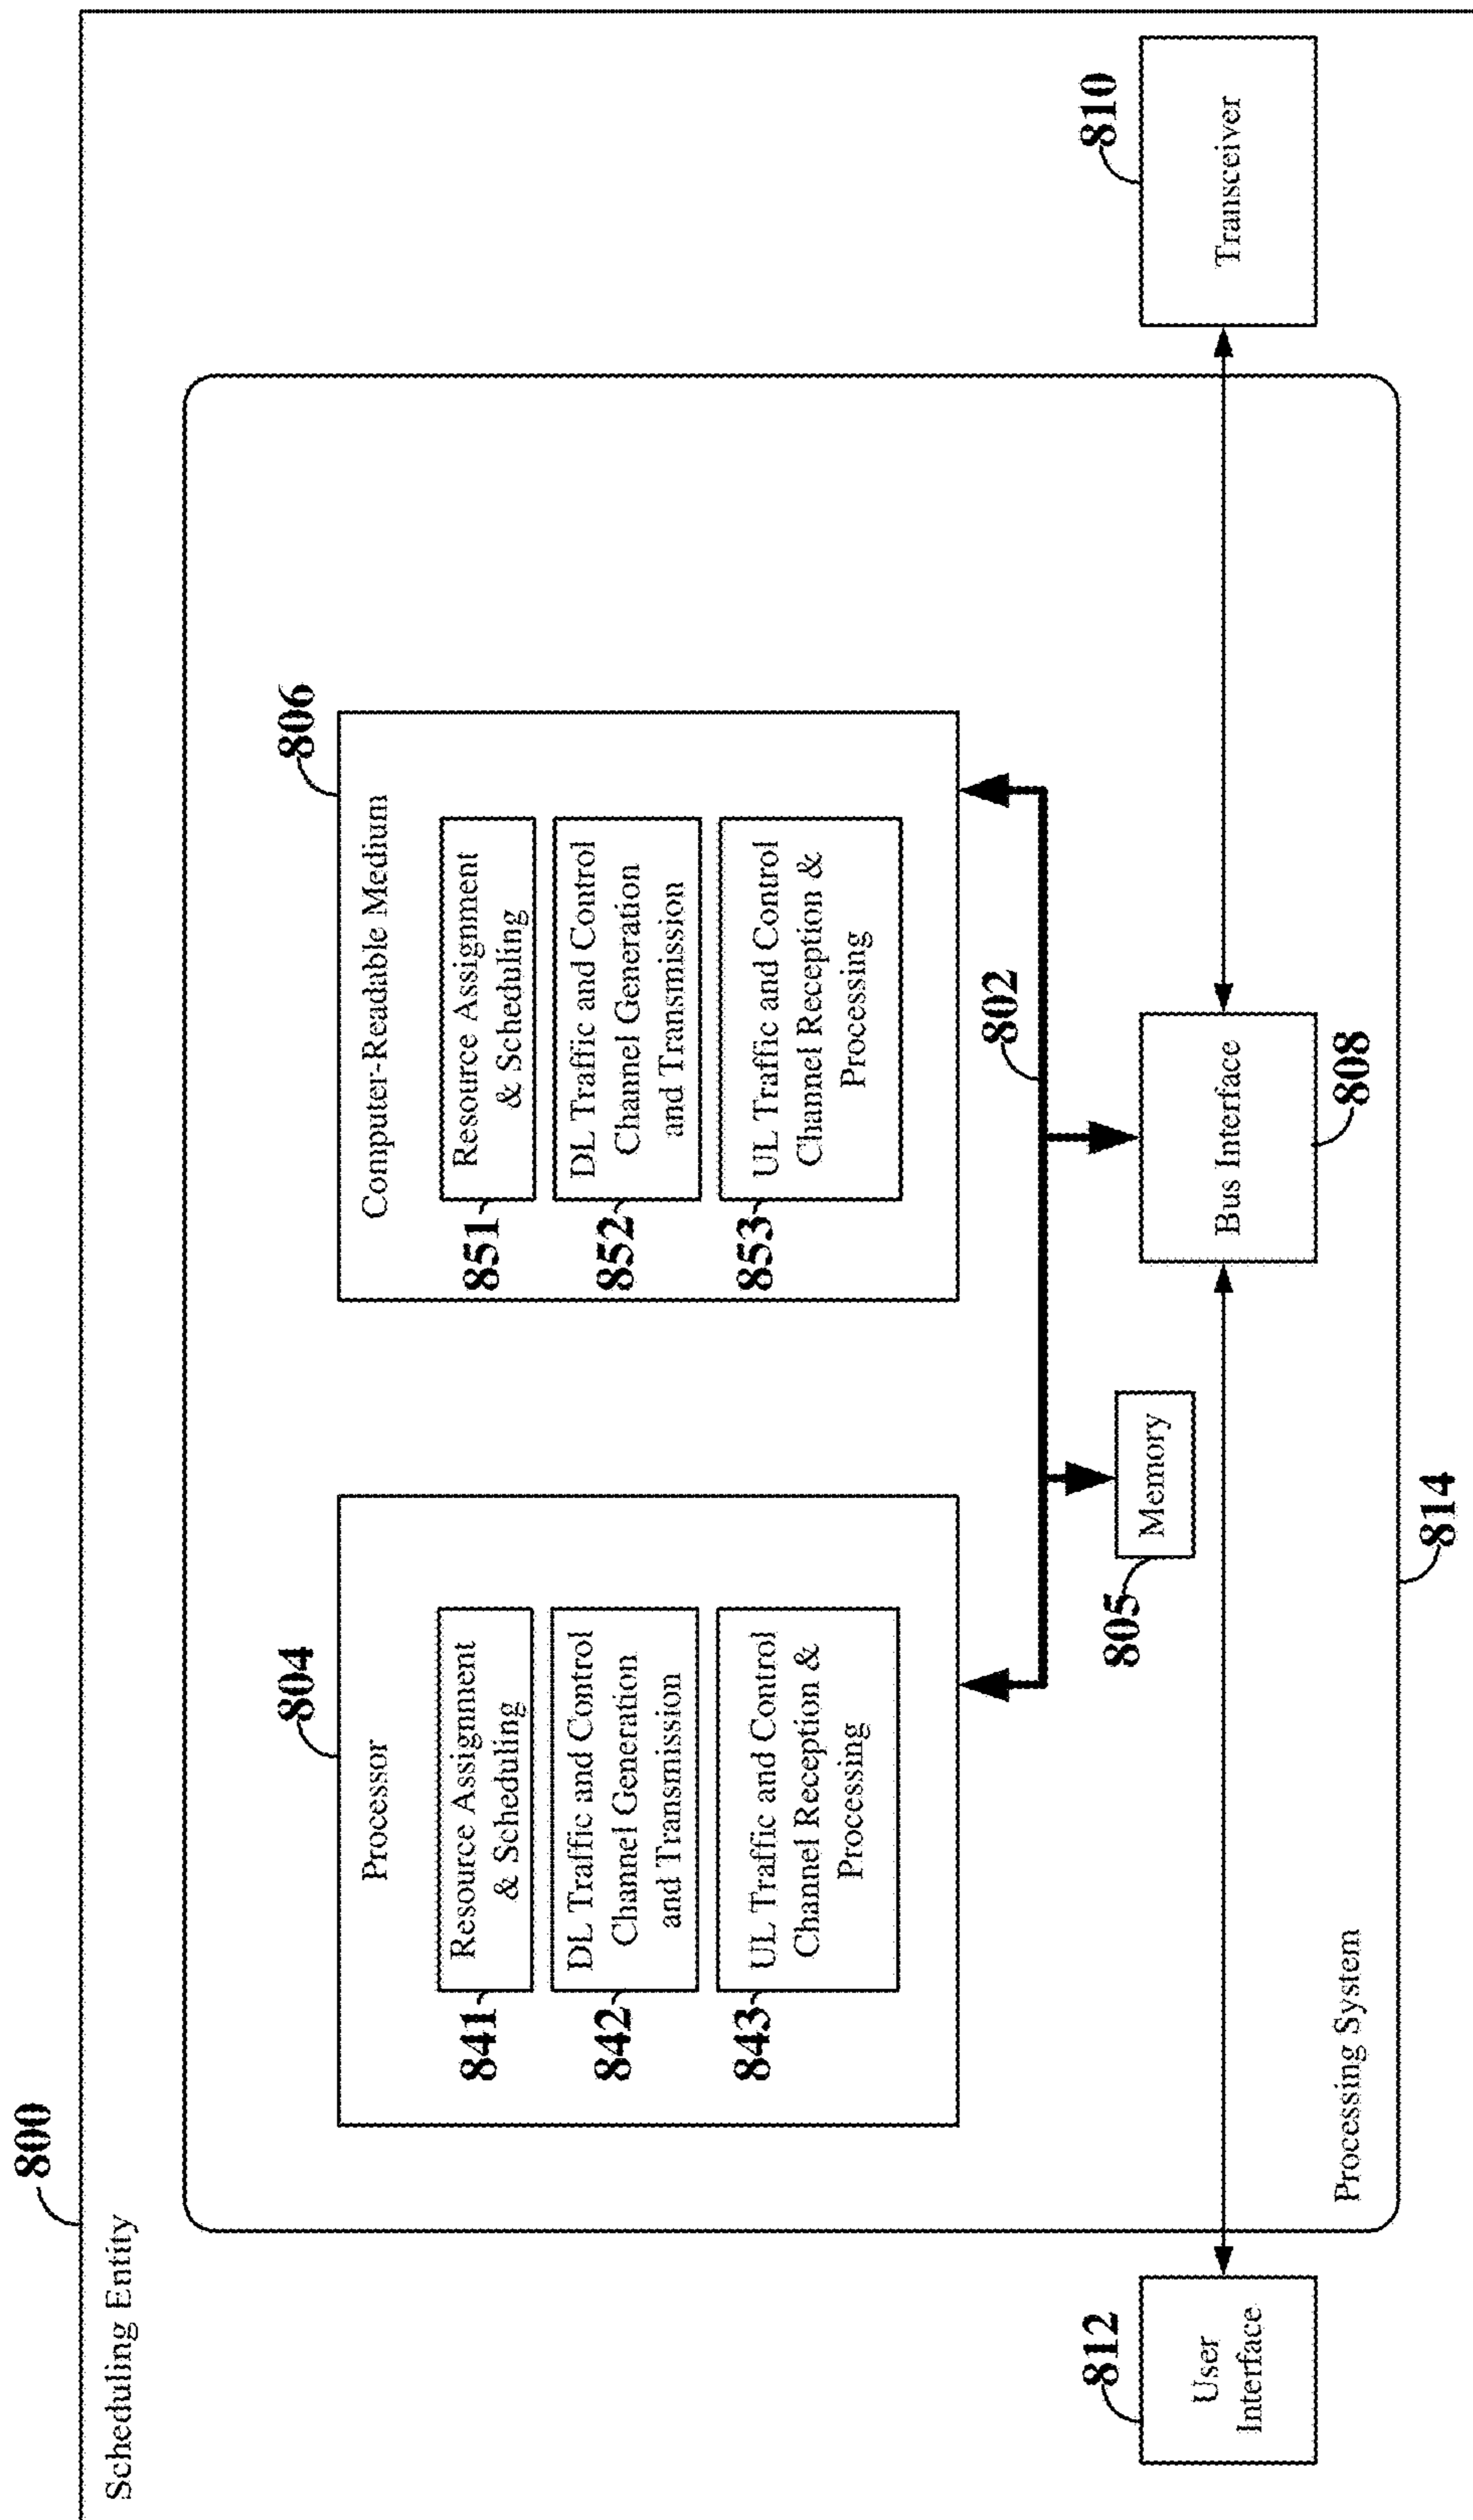 800
Scheduling Entity
804
Processor
841
Resource Assignment
& Scheduling
842
DL Traffic and Control
Channel Generation
and Transmission
843
UL Traffic and Control
Channel Reception &
Processing
806
Computer-Readable Medium
851
Resource Assignment
& Scheduling
852
DL Traffic and Control
Channel Generation
and Transmission
853
UL Traffic and Control
Channel Reception &
Processing
802
805
Memory
812
User
Interface
Bus Interface
808
810
Transceiver
Processing System
814